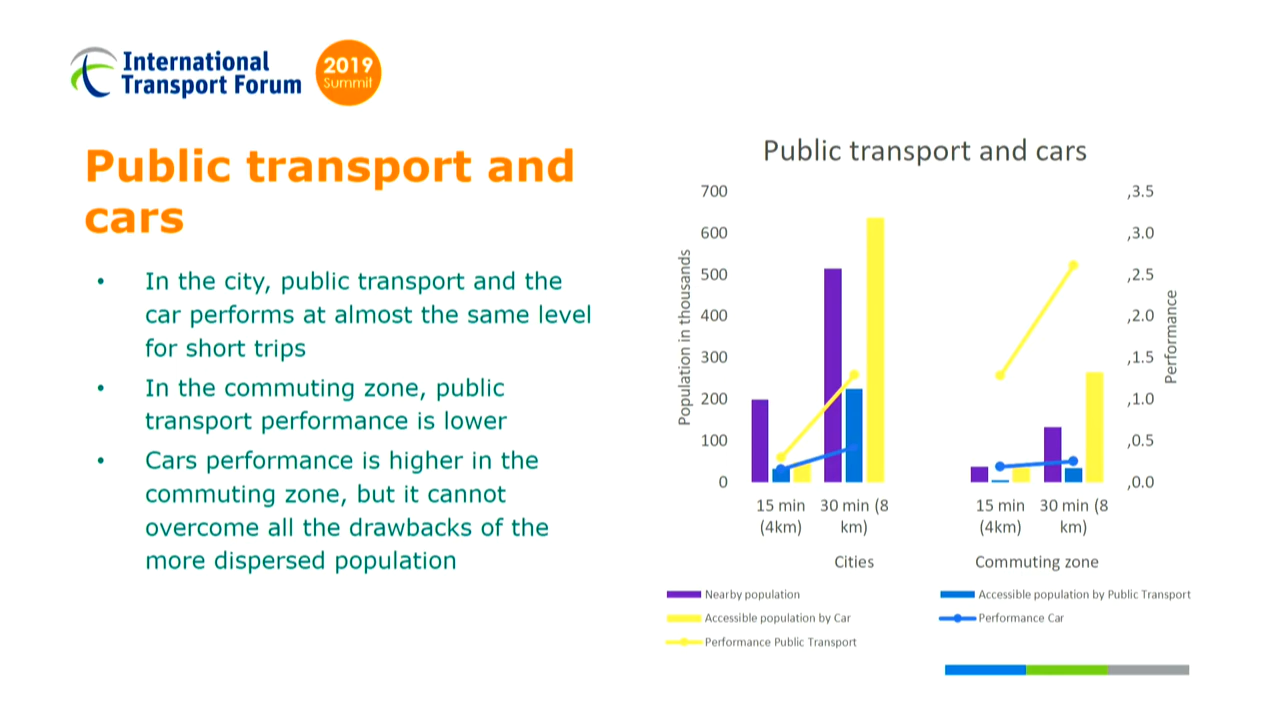 International
Transport Forum
2019
Summit
Public transport and
cars
• In the city, public transport and the
car performs at almost the same level
for short trips
• In the commuting zone, public
transport performance is lower
• Cars performance is higher in the
commuting zone, but it cannot
overcome all the drawbacks of the
more dispersed population
Public transport and cars
Population in thousands
700
600
500
400
300
200
100
0
,3.5
,3.0
,2.5
,2.0
,1.5
,1.0
,0.5
,0.0
Performance
15 min
(4km)
30 min (8
km)
15 min
(4km)
30 min (8
km)
Cities
Commuting zone
Nearby population
Accessible population by Public Transport
Accessible population by Car
Performance Car
Performance Public Transport